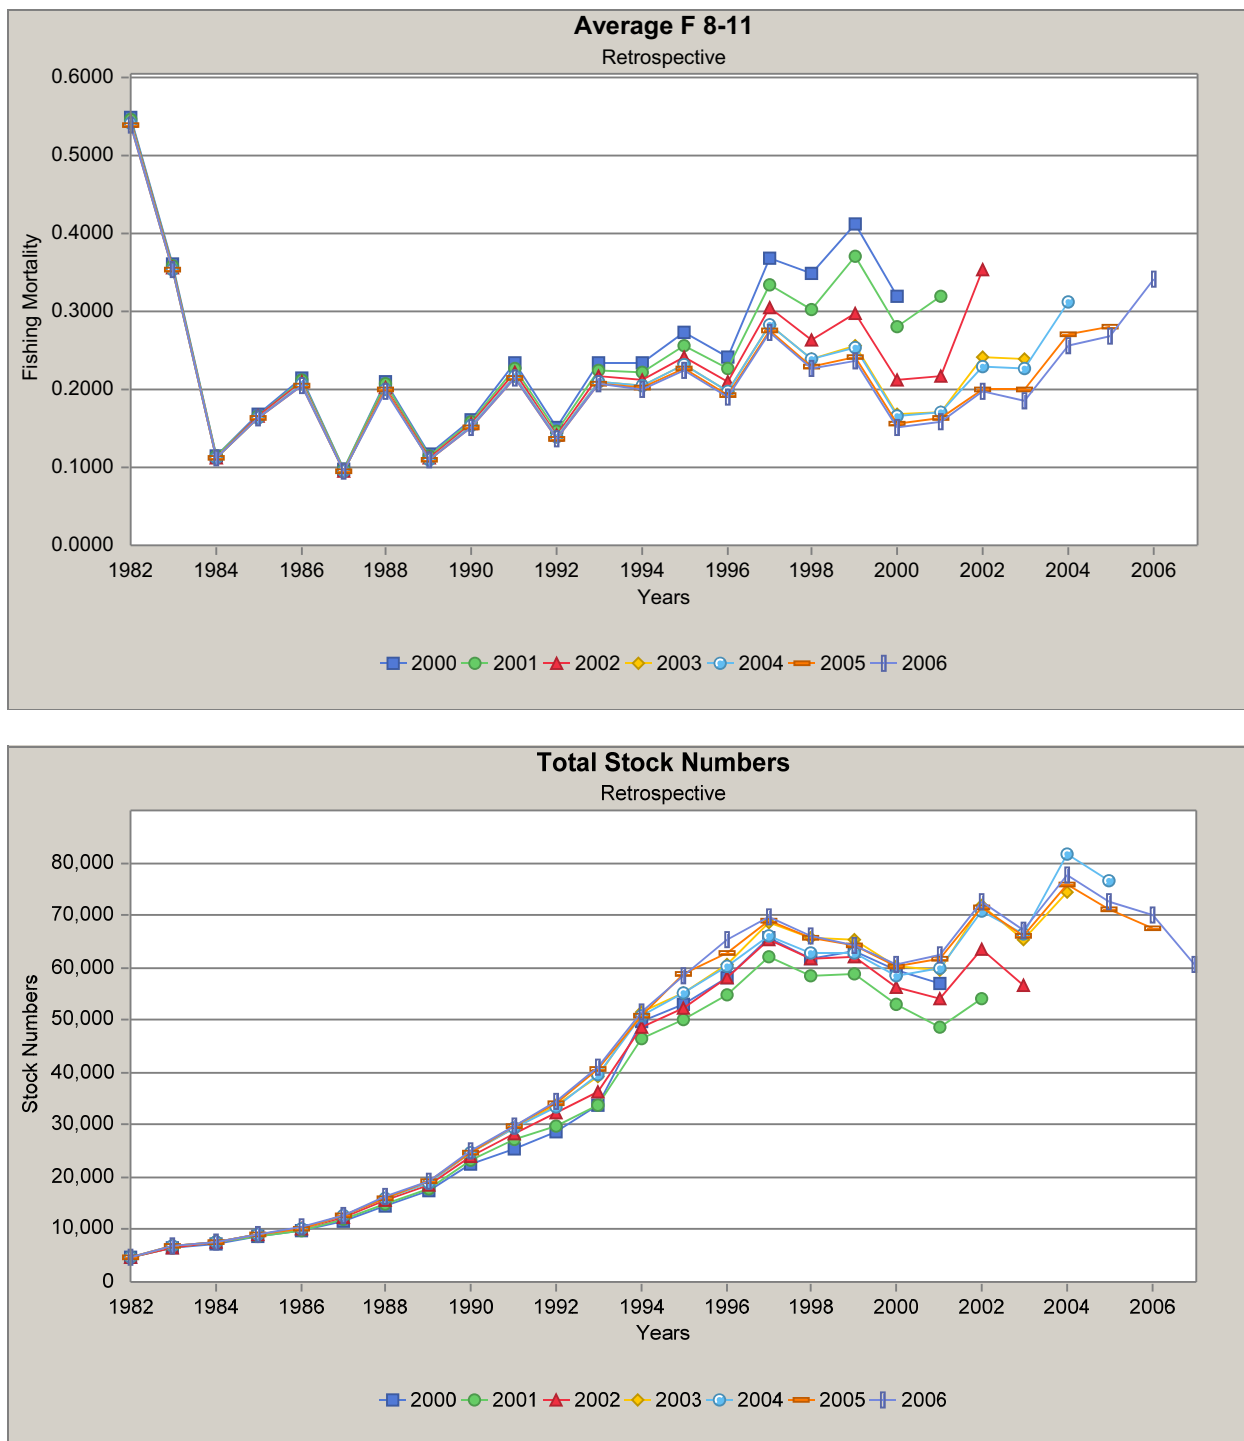 Average F 8-11
Retrospective
0.6000
0.5000
0.4000
0.3000
0.2000
0.1000
0.0000
Fishing Mortality
1982 1984 1986 1988 1990 1992 1994 1996 1998 2000 2002 2004 2006
Years
2000 2001 2002 2003 2004 2005 2006
Total Stock Numbers
Retrospective
80,000
70,000
60,000
50,000
40,000
30,000
20,000
10,000
0
Stock Numbers
1982 1984 1986 1988 1990 1992 1994 1996 1998 2000 2002 2004 2006
Years
2000 2001 2002 2003 2004 2005 2006